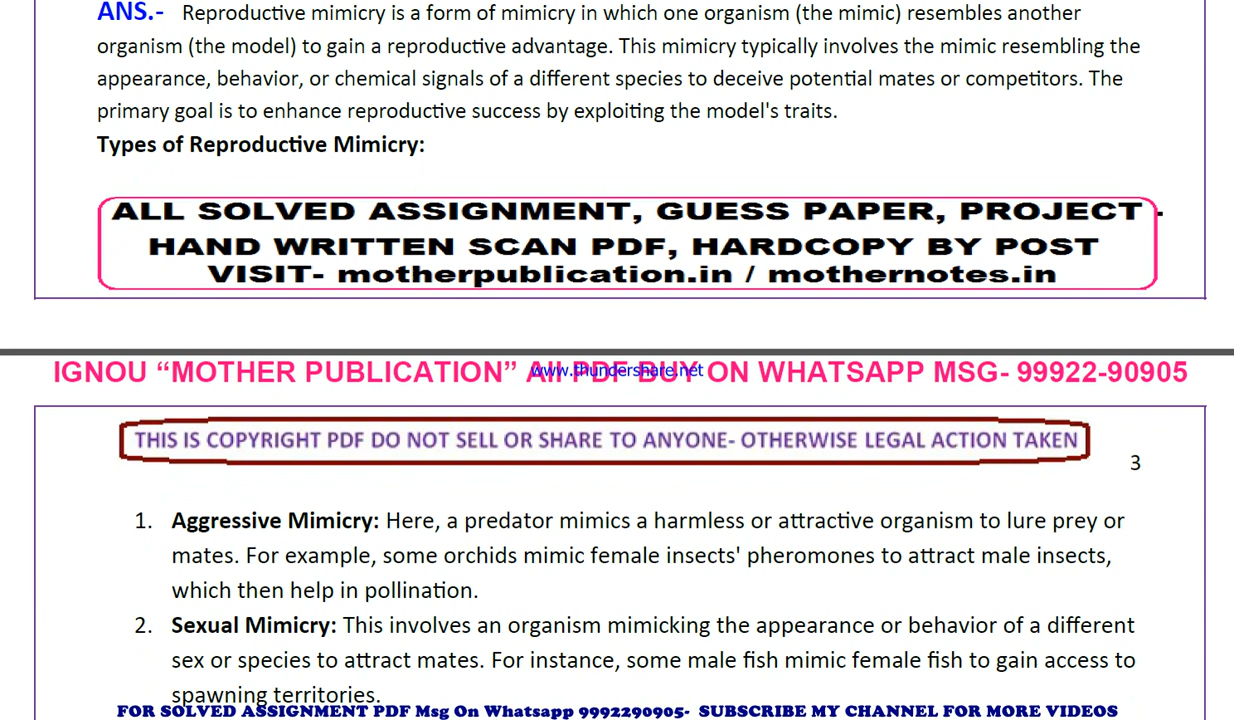 ANS.- Reproductive mimicry is a form of mimicry in which one organism (the mimic) resembles another
organism (the model) to gain a reproductive advantage. This mimicry typically involves the mimic resembling the
appearance, behavior, or chemical signals of a different species to deceive potential mates or competitors. The
primary goal is to enhance reproductive success by exploiting the model's traits.
Types of Reproductive Mimicry:
ALL SOLVED ASSIGNMENT, GUESS PAPER, PROJECT -
HAND WRITTEN SCAN PDF, HARDCOPY BY POST
VISIT- motherpublication.in / mothernotes.in
IGNOU “MOTHER PUBLICATION” All PDF BUY ON WHATSAPP MSG- 99922-90905
www.thundershare.net
THIS IS COPYRIGHT PDF DO NOT SELL OR SHARE TO ANYONE- OTHERWISE LEGAL ACTION TAKEN
3
1. Aggressive Mimicry: Here, a predator mimics a harmless or attractive organism to lure prey or
mates. For example, some orchids mimic female insects' pheromones to attract male insects,
which then help in pollination.
2. Sexual Mimicry: This involves an organism mimicking the appearance or behavior of a different
sex or species to attract mates. For instance, some male fish mimic female fish to gain access to
spawning territories.
FOR SOLVED ASSIGNMENT PDF Msg On Whatsapp 9992290905- SUBSCRIBE MY CHANNEL FOR MORE VIDEOS